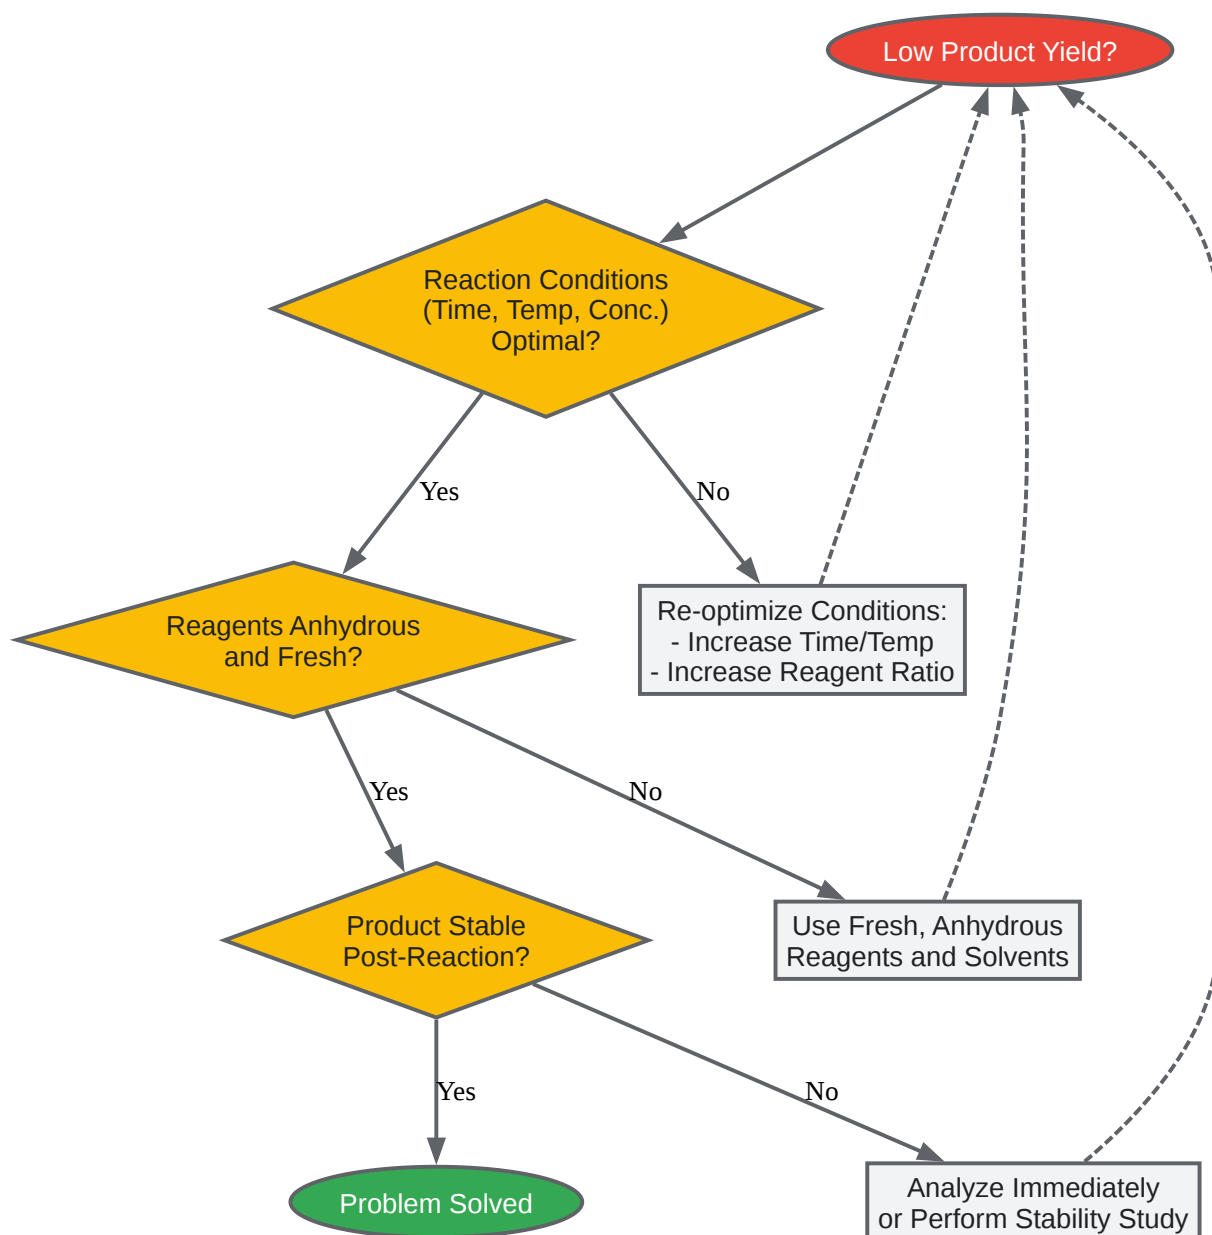 Low Product Yield?
Reaction Conditions
(Time, Temp, Conc.)
Optimal?
Yes
No
Reagents Anhydrous
and Fresh?
Re-optimize Conditions:
- Increase Time/Temp
- Increase Reagent Ratio
Yes
No
Product Stable
Post-Reaction?
Use Fresh, Anhydrous
Reagents and Solvents
Yes
No
Problem Solved
Analyze Immediately
or Perform Stability Study